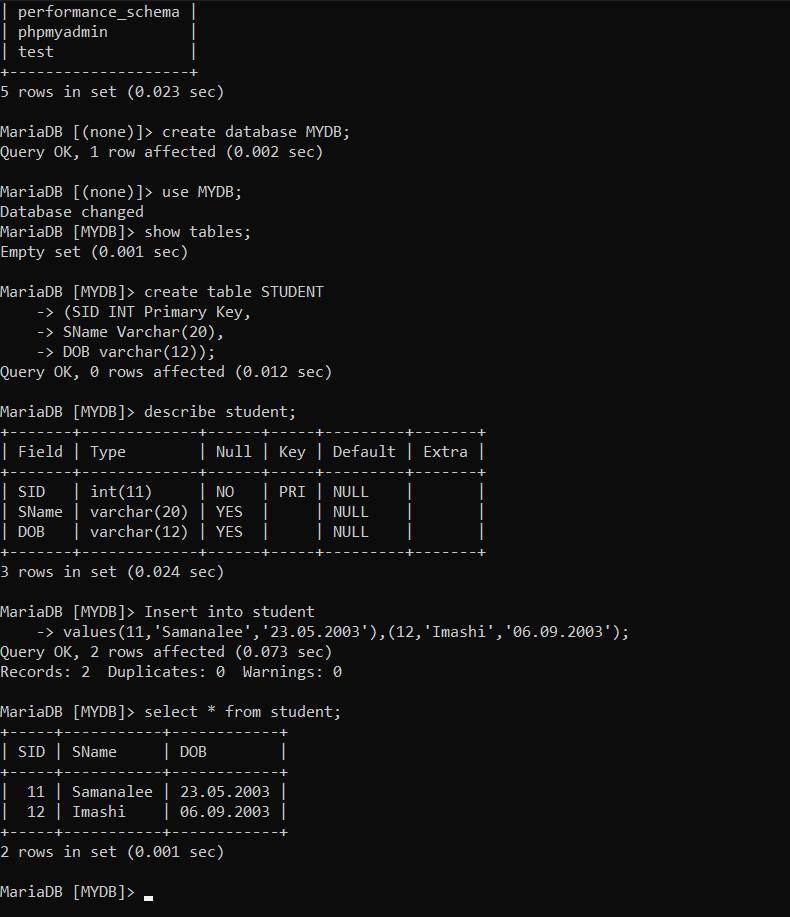 | performance_schema |
| phpmyadmin         |
| test               |
+--------------------+
5 rows in set (0.023 sec)

MariaDB [(none)]> create database MYDB;
Query OK, 1 row affected (0.002 sec)

MariaDB [(none)]> use MYDB;
Database changed
MariaDB [MYDB]> show tables;
Empty set (0.001 sec)

MariaDB [MYDB]> create table STUDENT
    -> (SID INT Primary Key,
    -> SName Varchar(20),
    -> DOB varchar(12));
Query OK, 0 rows affected (0.012 sec)

MariaDB [MYDB]> describe student;
+-------+-------------+------+-----+---------+-------+
| Field | Type        | Null | Key | Default | Extra |
+-------+-------------+------+-----+---------+-------+
| SID   | int(11)     | NO   | PRI | NULL    |       |
| SName | varchar(20) | YES  |     | NULL    |       |
| DOB   | varchar(12) | YES  |     | NULL    |       |
+-------+-------------+------+-----+---------+-------+
3 rows in set (0.024 sec)

MariaDB [MYDB]> Insert into student
    -> values(11,'Samanalee','23.05.2003'),(12,'Imashi','06.09.2003');
Query OK, 2 rows affected (0.073 sec)
Records: 2  Duplicates: 0  Warnings: 0

MariaDB [MYDB]> select * from student;
+-----+-----------+------------+
| SID | SName     | DOB        |
+-----+-----------+------------+
|  11 | Samanalee | 23.05.2003 |
|  12 | Imashi    | 06.09.2003 |
+-----+-----------+------------+
2 rows in set (0.001 sec)

MariaDB [MYDB]>